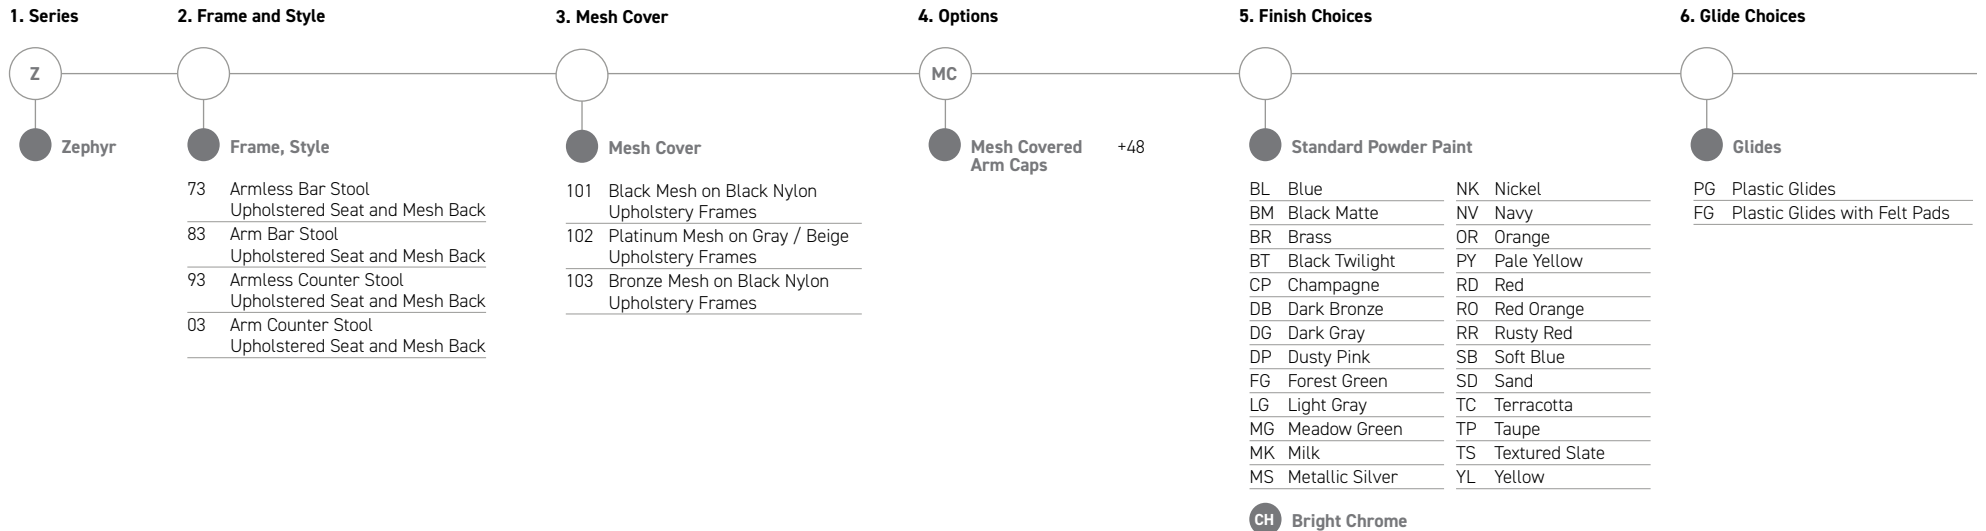 1. Series
2. Frame and Style
3. Mesh Cover
4. Options
5. Finish Choices
6. Glide Choices
Z
MC
Zephyr
Frame, Style
73 Armless Bar Stool
Upholstered Seat and Mesh Back
83 Arm Bar Stool
Upholstered Seat and Mesh Back
93 Armless Counter Stool
Upholstered Seat and Mesh Back
03 Arm Counter Stool
Upholstered Seat and Mesh Back
Mesh Cover
101 Black Mesh on Black Nylon
Upholstery Frames
102 Platinum Mesh on Gray / Beige
Upholstery Frames
103 Bronze Mesh on Black Nylon
Upholstery Frames
Mesh Covered +48
Arm Caps
Standard Powder Paint
BL Blue
BM Black Matte
BR Brass
BT Black Twilight
CP Champagne
DB Dark Bronze
DG Dark Gray
DP Dusty Pink
FG Forest Green
LG Light Gray
MG Meadow Green
MK Milk
MS Metallic Silver
NK Nickel
NV Navy
OR Orange
PY Pale Yellow
RD Red
RO Red Orange
RR Rusty Red
SB Soft Blue
SD Sand
TC Terracotta
TP Taupe
TS Textured Slate
YL Yellow
CH Bright Chrome
Glides
PG Plastic Glides
FG Plastic Glides with Felt Pads